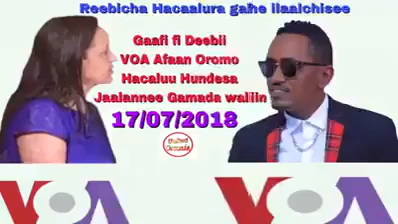 Reebicha Hacaalura gahe ilaalchisee
Gaafi fi Deebii
VOA Afaan Oromo
Hacaluu Hundesa
Jaalannee Gamada waliin
17/07/2018
VOA VOA